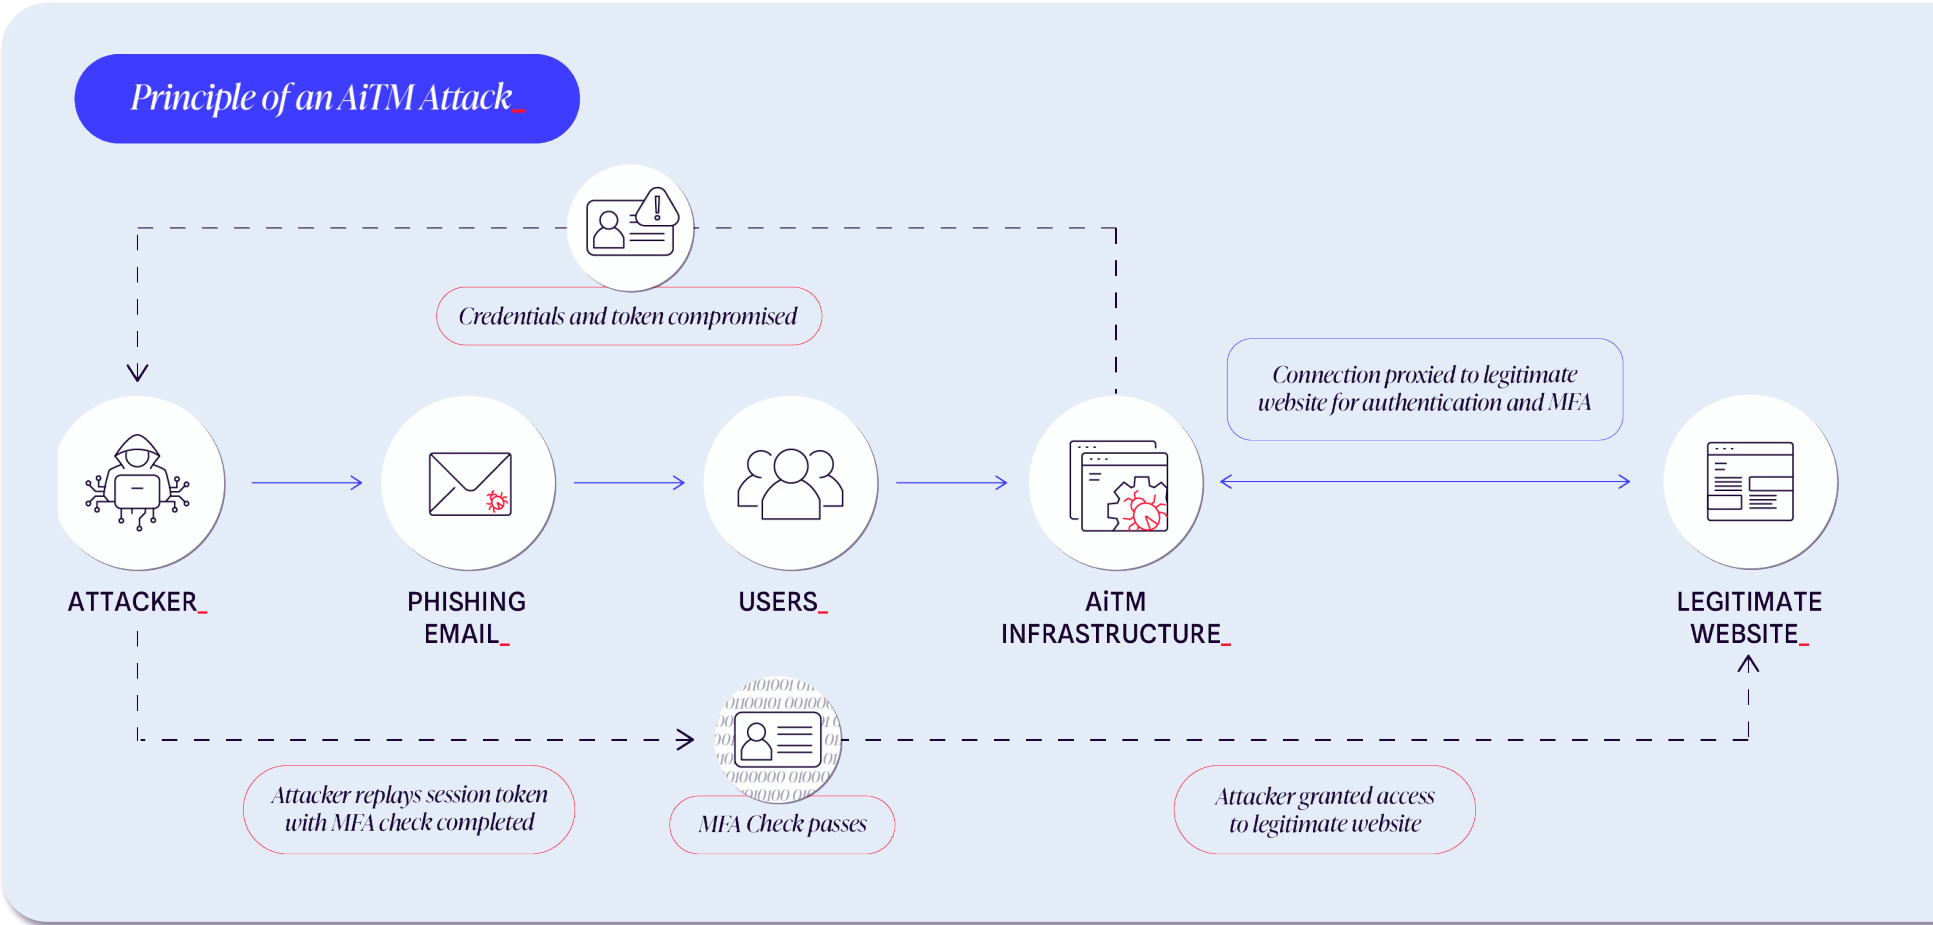 Principle of an AiTM Attack_
Credentials and token compromised
Connection proxied to legitimate
website for authentication and MFA
ATTACKER_
PHISHING
EMAIL_
USERS_
AiTM
INFRASTRUCTURE_
LEGITIMATE
WEBSITE_
Attacker replays session token
with MFA check completed
MFA Check passes
Attacker granted access
to legitimate website